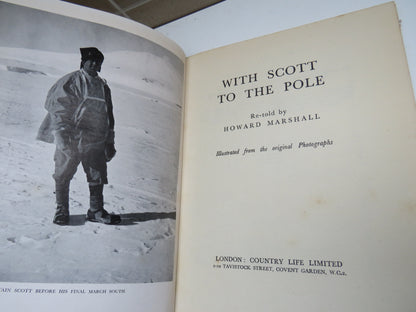 TAIN SCOTT BEFORE HIS FINAL MARCH SOUTH.
WITH SCOTT
TO THE POLE
Re-told by
HOWARD MARSHALL
Illustrated from the original Photographs
LONDON: COUNTRY LIFE LIMITED
TAVISTOCK STREET, COVENT GARDEN, W.C.2.